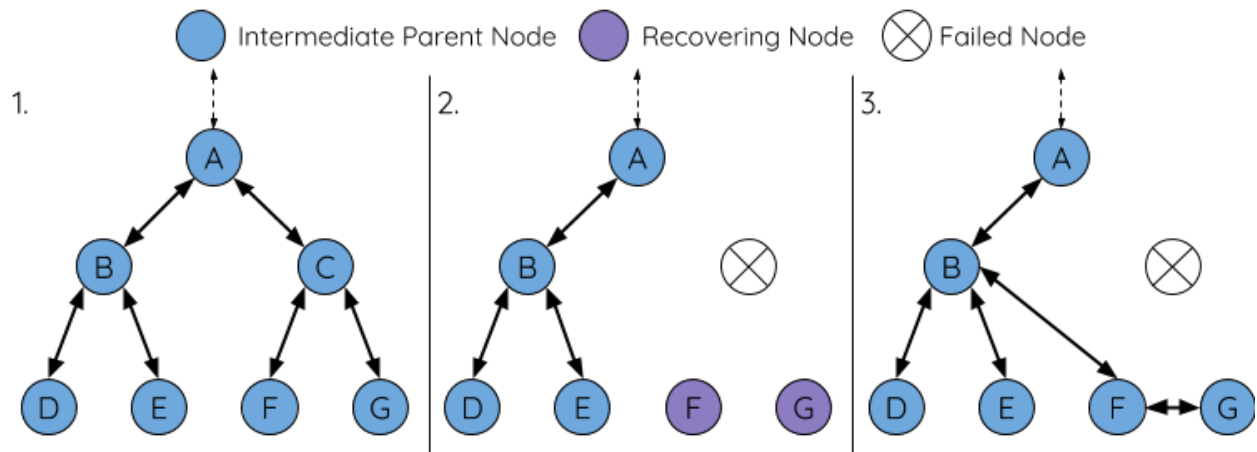 Intermediate Parent Node Recovering Node Failed Node
1. 2. 3.
A A A
B C B B
D E F G D E F G D E F G